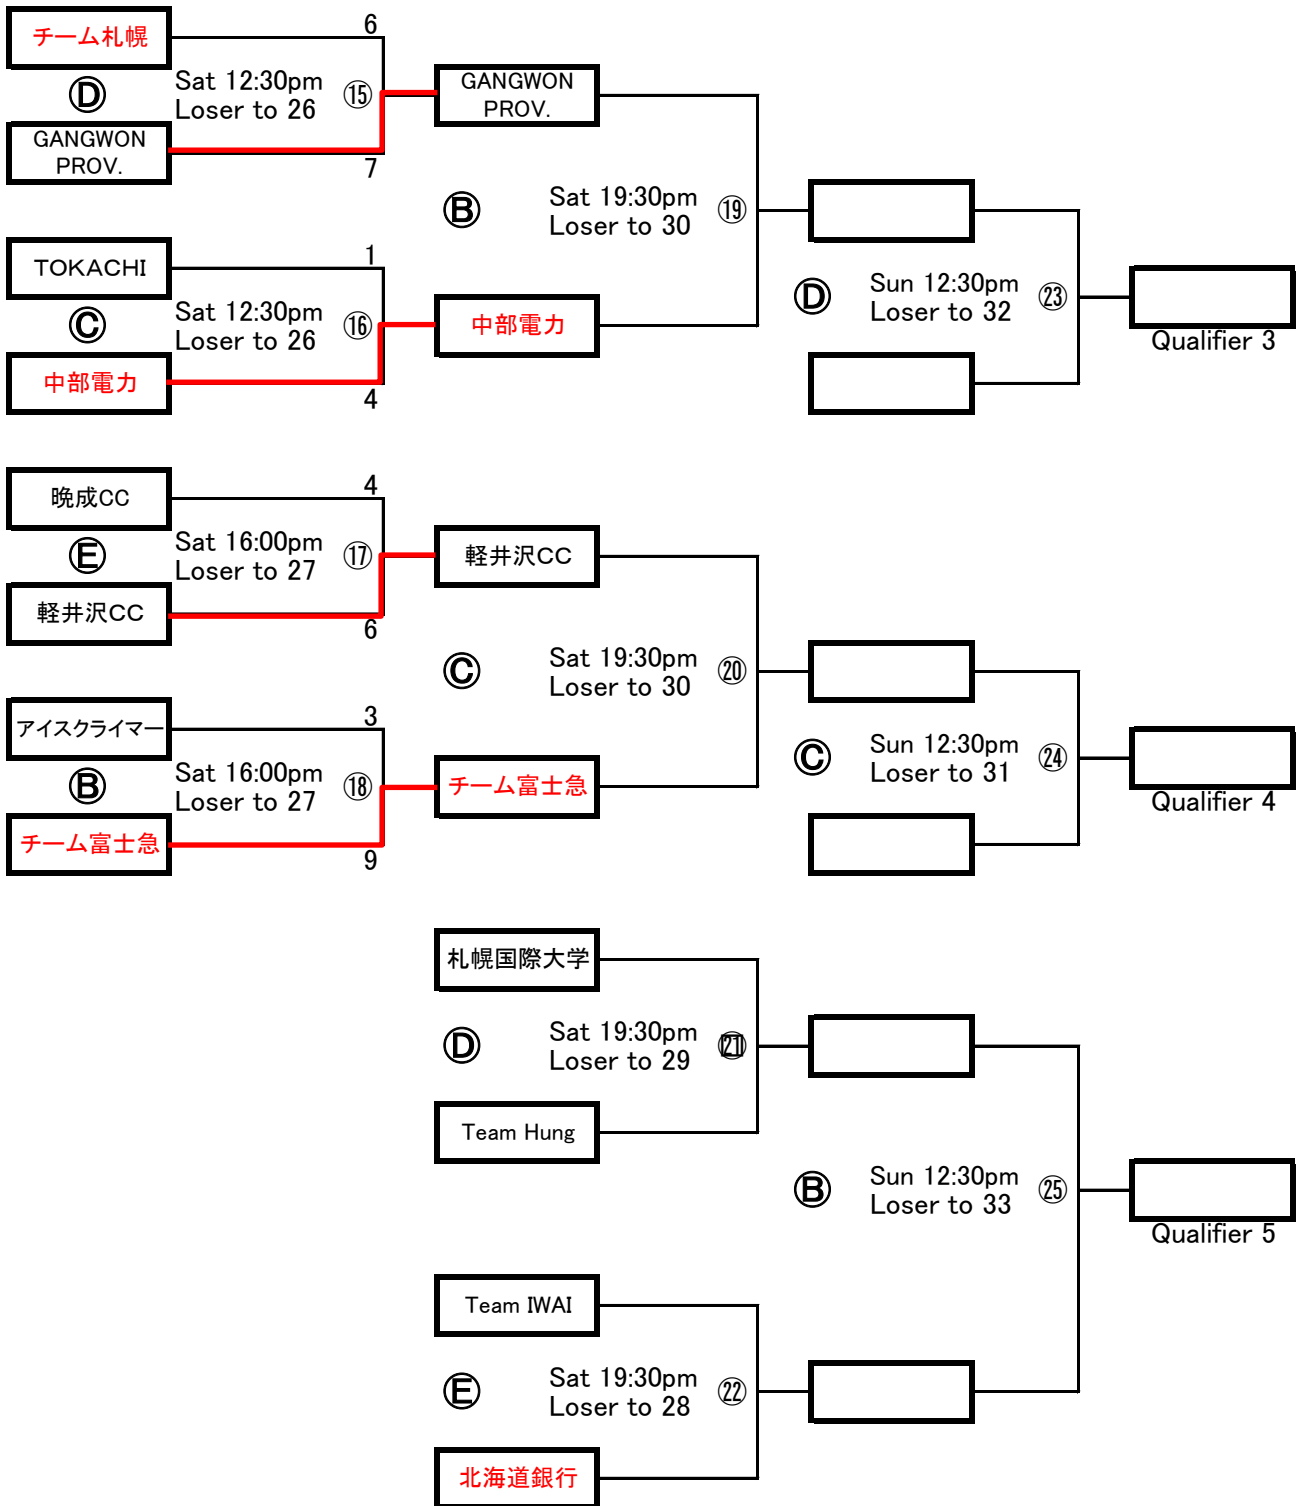 チーム札幌
6
Ⓓ
Sat 12:30pm
Loser to 26
⑮
GANGWON
PROV.
7
GANGWON
PROV.
Ⓑ
Sat 19:30pm
Loser to 30
⑲
TOKACHI
1
Ⓒ
Sat 12:30pm
Loser to 26
⑯
中部電力
4
中部電力
Ⓓ
Sun 12:30pm
Loser to 32
㉓
Qualifier 3
晩成CC
4
Ⓔ
Sat 16:00pm
Loser to 27
⑰
軽井沢CC
6
軽井沢CC
Ⓒ
Sat 19:30pm
Loser to 30
⑳
アイスクライマー
3
Ⓑ
Sat 16:00pm
Loser to 27
⑱
チーム富士急
9
チーム富士急
Ⓒ
Sun 12:30pm
Loser to 31
㉔
Qualifier 4
札幌国際大学
Ⓓ
Sat 19:30pm
Loser to 29
㉑
Team Hung
Ⓑ
Sun 12:30pm
Loser to 33
㉕
Qualifier 5
Team IWAI
Ⓔ
Sat 19:30pm
Loser to 28
㉒
北海道銀行